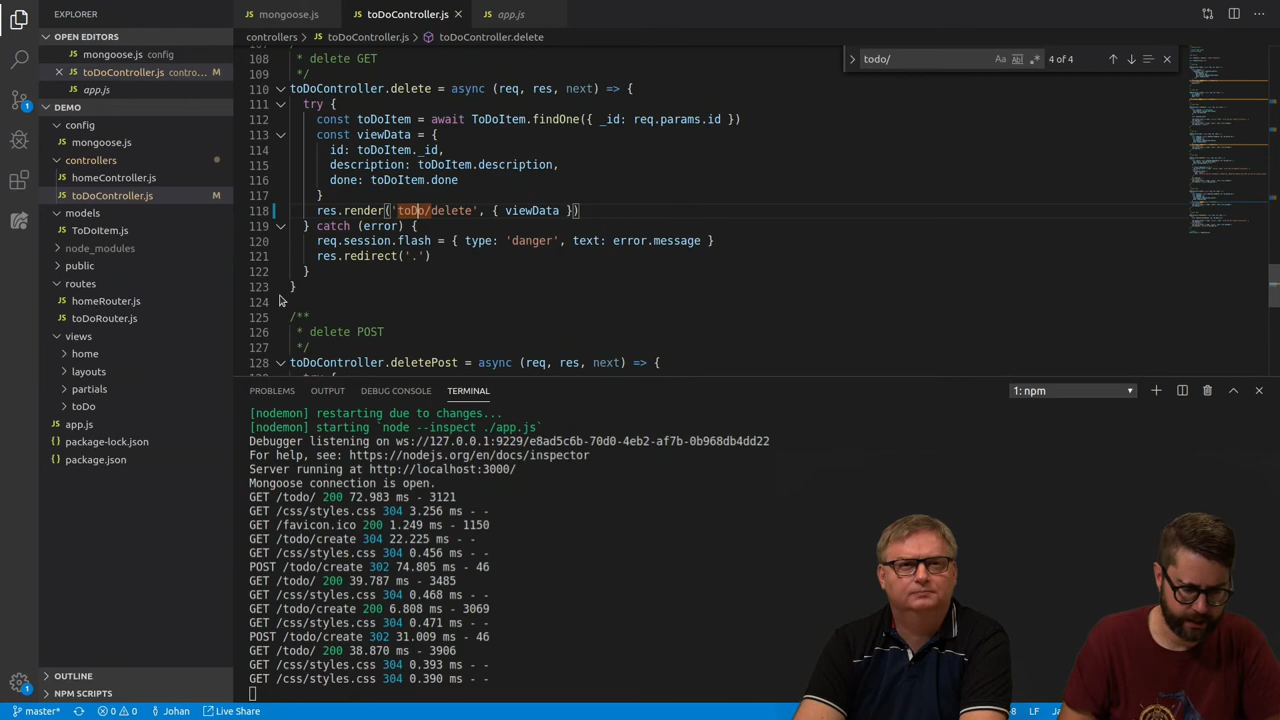 EXPLORER
OPEN EDITORS
mongoose.js config
toDoController.js contro... M
app.js
DEMO
config
mongoose.js
controllers
homeController.js
toDoController.js M
models
ToDoItem.js
node_modules
public
routes
homeRouter.js
toDoRouter.js
views
home
layouts
partials
toDo
app.js
package-lock.json
package.json
OUTLINE
NPM SCRIPTS
mongoose.js toDoController.js app.js
controllers > toDoController.js > toDoController.delete
todo/ Aa Abl .* 4 of 4
107
108 * delete GET
109 */
110 toDoController.delete = async (req, res, next) => {
111 try {
112 const toDoItem = await ToDoItem.findOne({ _id: req.params.id })
113 const viewData = {
114 id: toDoItem._id,
115 description: toDoItem.description,
116 done: toDoItem.done
117 }
118 res.render('toDo/delete', { viewData })
119 } catch (error) {
120 req.session.flash = { type: 'danger', text: error.message }
121 res.redirect('.')
122 }
123 }
124
125 /**
126 * delete POST
127 */
128 toDoController.deletePost = async (req, res, next) => {
PROBLEMS OUTPUT DEBUG CONSOLE TERMINAL 1: npm
[nodemon] restarting due to changes...
[nodemon] starting `node --inspect ./app.js`
Debugger listening on ws://127.0.0.1:9229/e8ad5c6b-70d0-4eb2-af7b-0b968db4dd22
For help, see: https://nodejs.org/en/docs/inspector
Server running at http://localhost:3000/
Mongoose connection is open.
GET /todo/ 200 72.983 ms - 3121
GET /css/styles.css 304 3.256 ms - -
GET /favicon.ico 200 1.249 ms - 1150
GET /todo/create 304 22.225 ms - -
GET /css/styles.css 304 0.456 ms - -
POST /todo/create 302 74.805 ms - 46
GET /todo/ 200 39.787 ms - 3485
GET /css/styles.css 304 0.468 ms - -
GET /todo/create 200 6.808 ms - 3069
GET /css/styles.css 304 0.471 ms - -
POST /todo/create 302 31.009 ms - 46
GET /todo/ 200 38.870 ms - 3906
GET /css/styles.css 304 0.393 ms - -
GET /css/styles.css 304 0.390 ms - -
master* 0 0 Johan Live Share LF